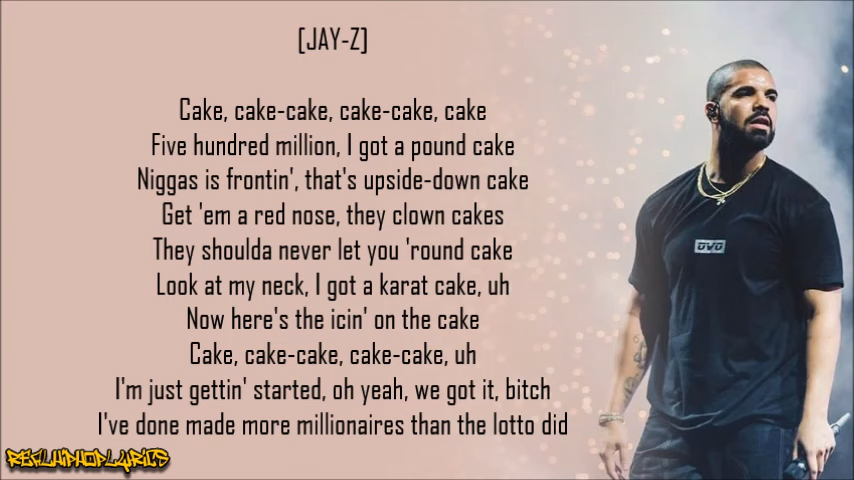 [JAY-Z]
Cake, cake-cake, cake-cake, cake
Five hundred million, I got a pound cake
Niggas is frontin', that's upside-down cake
Get 'em a red nose, they clown cakes
They shoulda never let you 'round cake
Look at my neck, I got a karat cake, uh
Now here's the icin' on the cake
Cake, cake-cake, cake-cake, uh
I'm just gettin' started, oh yeah, we got it, bitch
I've done made more millionaires than the lotto did
OVO
REALHIPHOPLYRICS